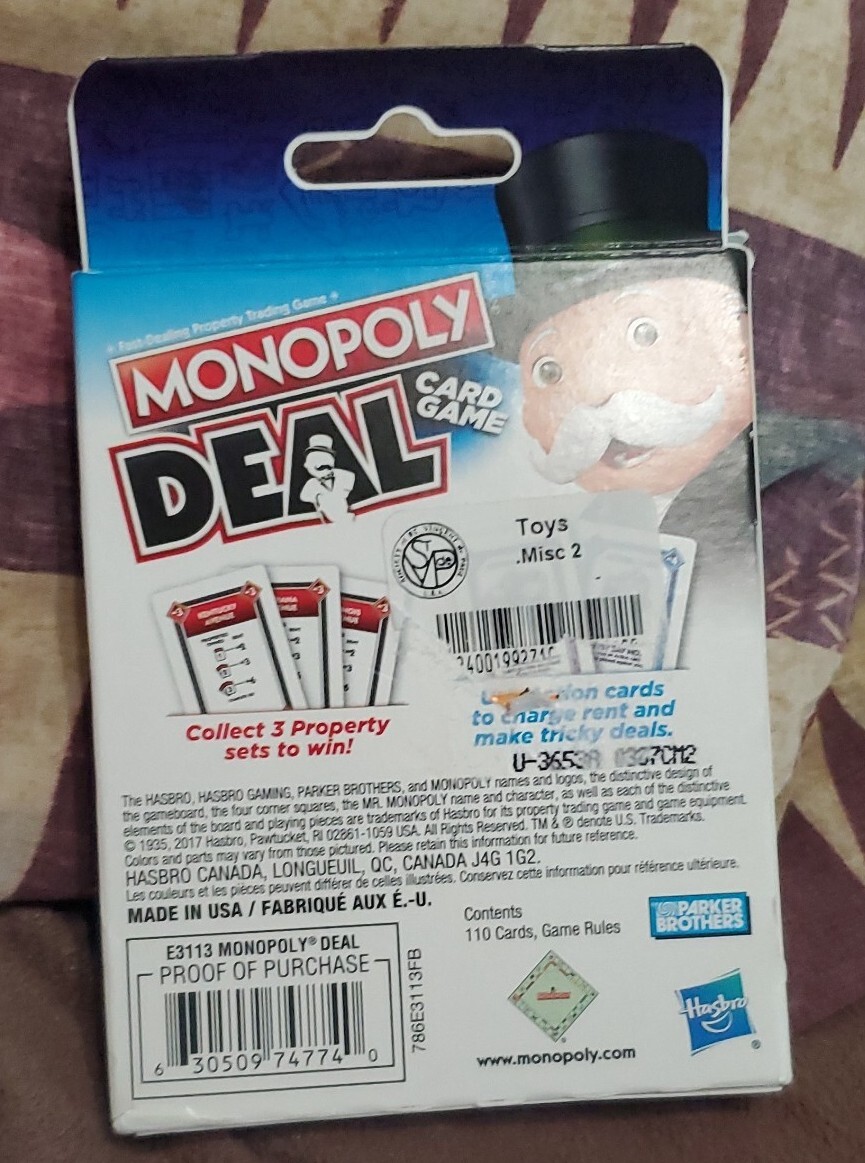 Fast-Dealing Property Trading Game
MONOPOLY
DEAL
CARD
GAME
Toys
.Misc 2
KENTUCKY
AVENUE
Collect 3 Property
sets to win!
cards
to charge rent and
make tricky deals.
The HASBRO, HASBRO GAMING, PARKER BROTHERS, and MONOPOLY names and logos, the distinctive design of
the gameboard, the four corner squares, the MR. MONOPOLY name and character, as well as each of the distinctive
elements of the board and playing pieces are trademarks of Hasbro for its property trading game and game equipment.
© 1935, 2017 Hasbro, Pawtucket, RI 02861-1059 USA. All Rights Reserved. TM & ® denote U.S. Trademarks.
Colors and parts may vary from those pictured. Please retain this information for future reference.
HASBRO CANADA, LONGUEUIL, QC, CANADA J4G 1G2.
Les couleurs et les pièces peuvent différer de celles illustrées. Conservez cette information pour référence ultérieure.
MADE IN USA / FABRIQUÉ AUX É.-U.
E3113 MONOPOLY® DEAL
PROOF OF PURCHASE
6 30509 74774 0
786E3113FB
Contents
110 Cards, Game Rules
PARKER
BROTHERS
Hasbro
®
www.monopoly.com